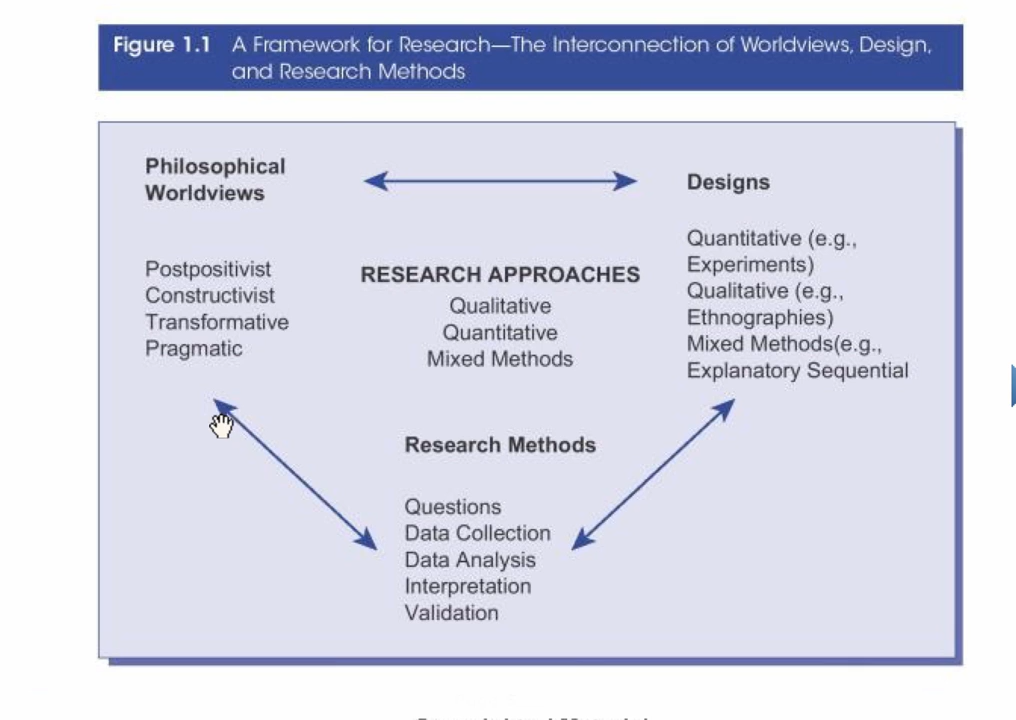 Figure 1.1 A Framework for Research—The Interconnection of Worldviews, Design,
and Research Methods
Philosophical
Worldviews
Postpositivist
Constructivist
Transformative
Pragmatic
RESEARCH APPROACHES
Qualitative
Quantitative
Mixed Methods
Designs
Quantitative (e.g.,
Experiments)
Qualitative (e.g.,
Ethnographies)
Mixed Methods(e.g.,
Explanatory Sequential
Research Methods
Questions
Data Collection
Data Analysis
Interpretation
Validation